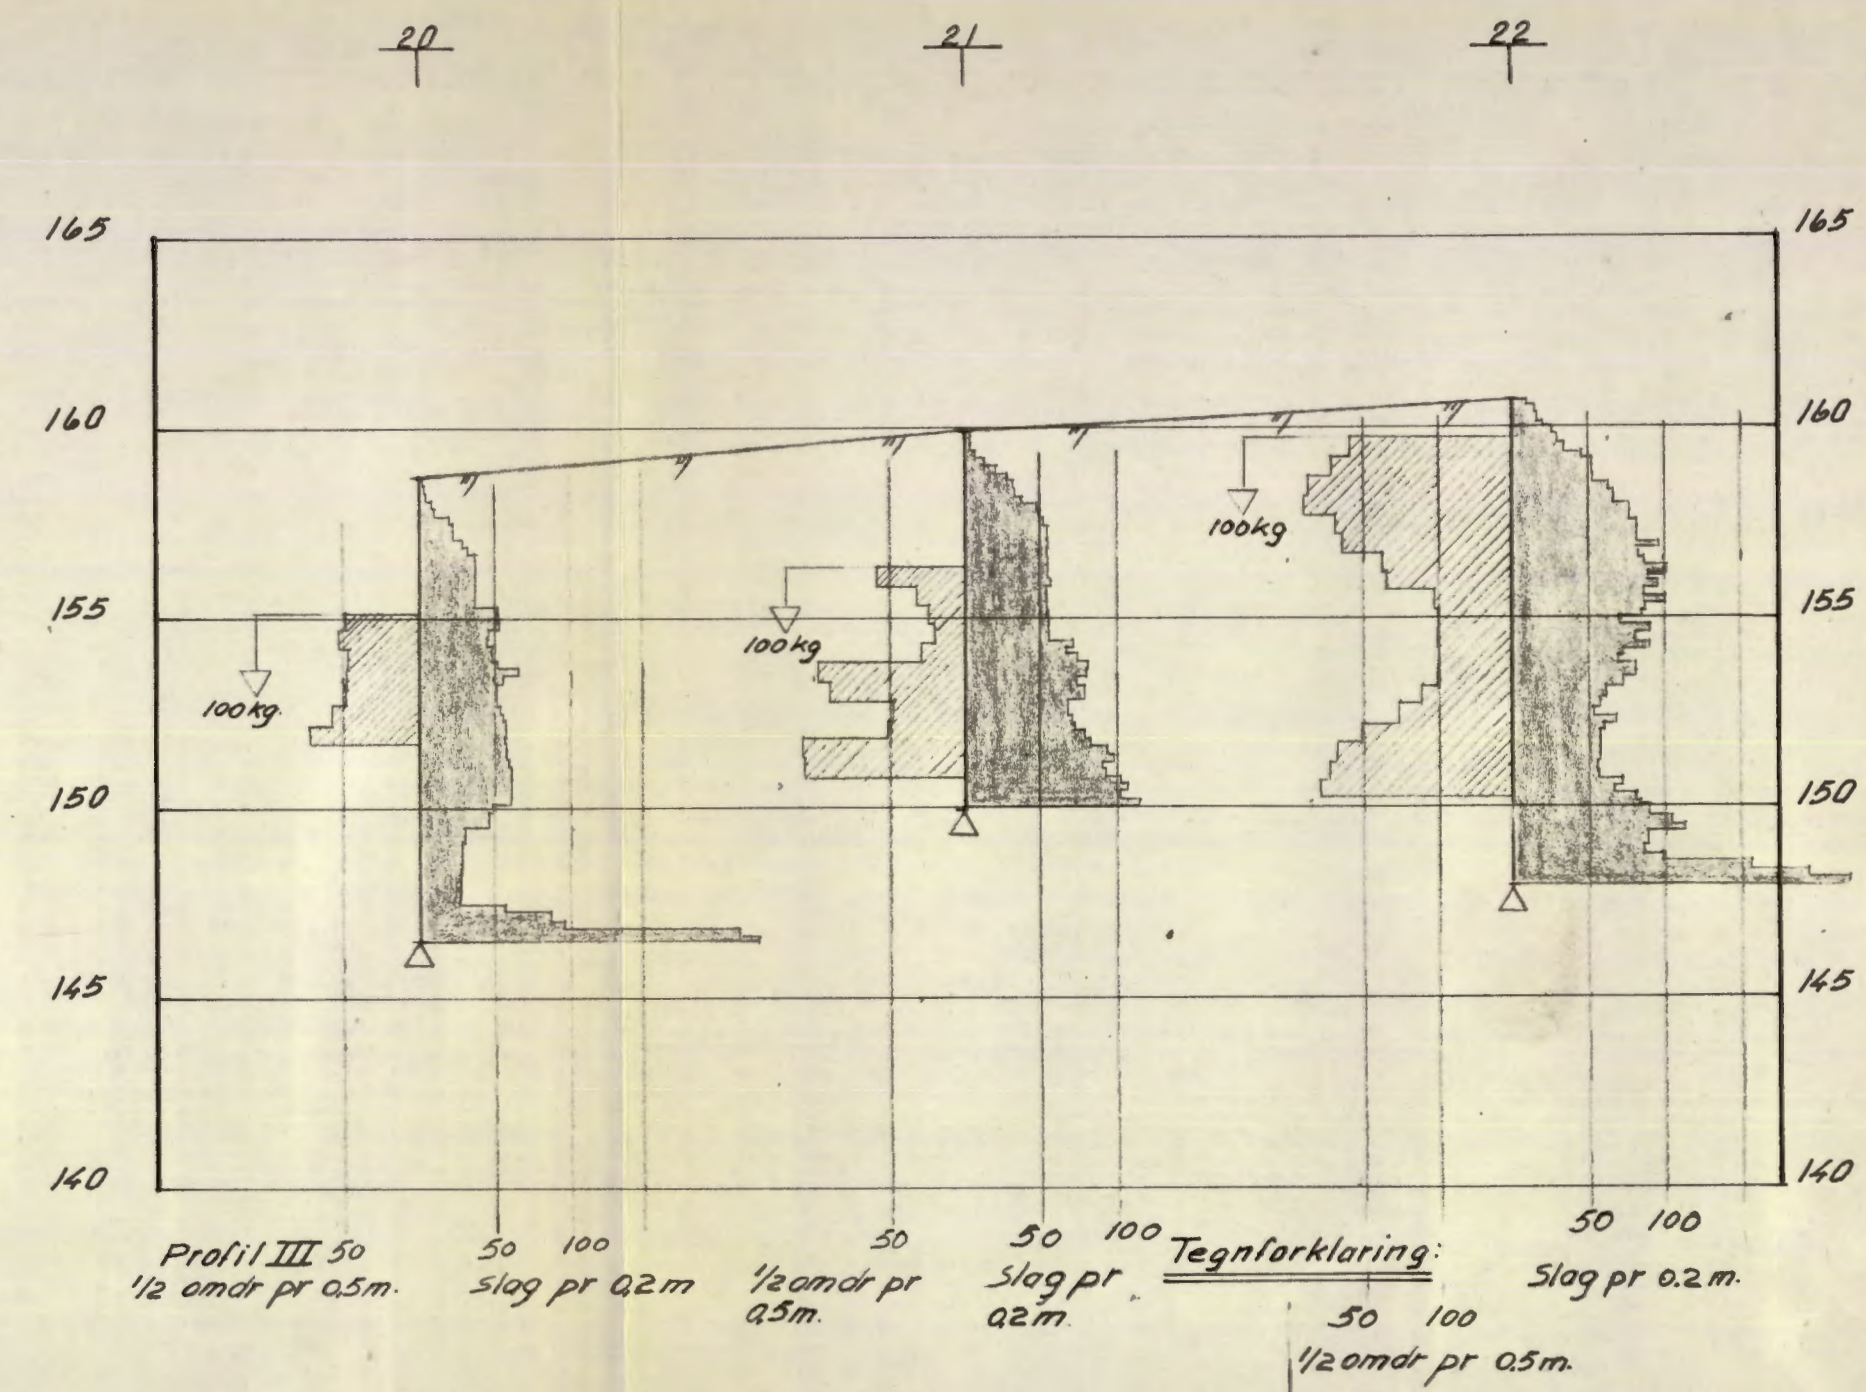 20 21 22
165 165
160 160
100kg
155 155
100kg
100kg.
150 150
145 145
140 140
50 100
Profil III 50 50 100 50 50 100 Tegnforklaring:
1/2 omdr pr 0,5m. Slag pr 0,2m 1/2 omdr pr Slag pr Slag pr 0.2m.
0,5m. 0,2m.
50 100
1/2 omdr pr 0.5m.